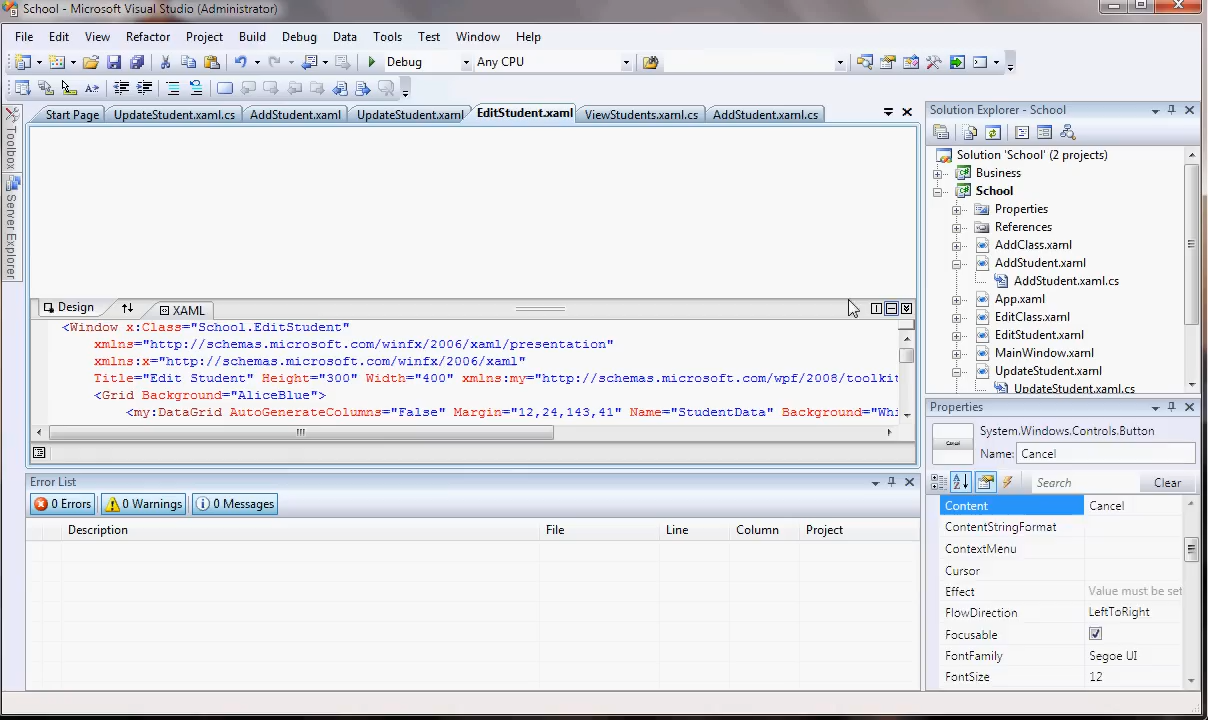 School - Microsoft Visual Studio (Administrator)
File Edit View Refactor Project Build Debug Data Tools Test Window Help
Debug Any CPU
Start Page UpdateStudent.xaml.cs AddStudent.xaml UpdateStudent.xaml EditStudent.xaml ViewStudents.xaml.cs AddStudent.xaml.cs
Toolbox
Server Explorer
Design XAML
<Window x:Class="School.EditStudent"
xmlns="http://schemas.microsoft.com/winfx/2006/xaml/presentation"
xmlns:x="http://schemas.microsoft.com/winfx/2006/xaml"
Title="Edit Student" Height="300" Width="400" xmlns:my="http://schemas.microsoft.com/wpf/2008/toolkit
<Grid Background="AliceBlue">
<my:DataGrid AutoGenerateColumns="False" Margin="12,24,143,41" Name="StudentData" Background="Whi
Error List
0 Errors 0 Warnings 0 Messages
Description File Line Column Project
Solution Explorer - School
Solution 'School' (2 projects)
Business
School
Properties
References
AddClass.xaml
AddStudent.xaml
AddStudent.xaml.cs
App.xaml
EditClass.xaml
EditStudent.xaml
MainWindow.xaml
UpdateStudent.xaml
UpdateStudent.xaml.cs
Properties
Cancel
System.Windows.Controls.Button
Name: Cancel
Search Clear
Content Cancel
ContentStringFormat
ContextMenu
Cursor
Effect Value must be set
FlowDirection LeftToRight
Focusable
FontFamily Segoe UI
FontSize 12